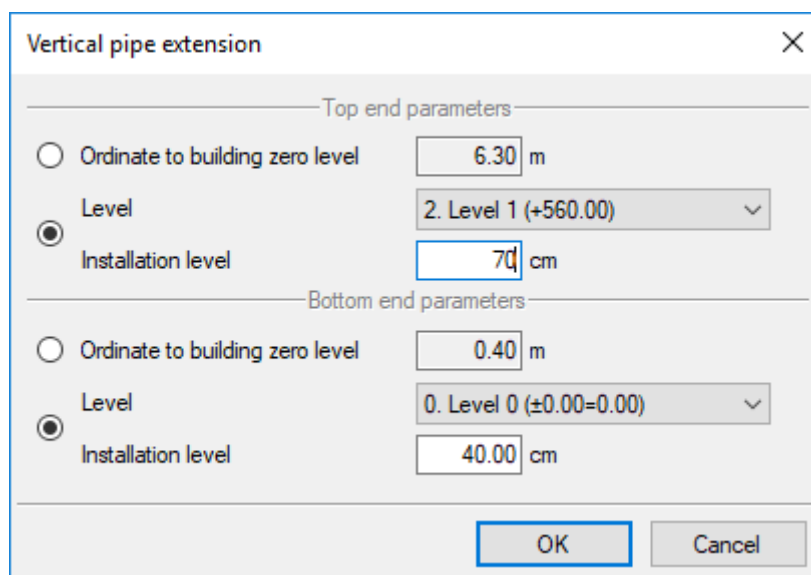 Vertical pipe extension
Top end parameters
Ordinate to building zero level 6.30 m
Level 2. Level 1 (+560.00)
Installation level 70 cm
Bottom end parameters
Ordinate to building zero level 0.40 m
Level 0. Level 0 (±0.00=0.00)
Installation level 40.00 cm
OK Cancel